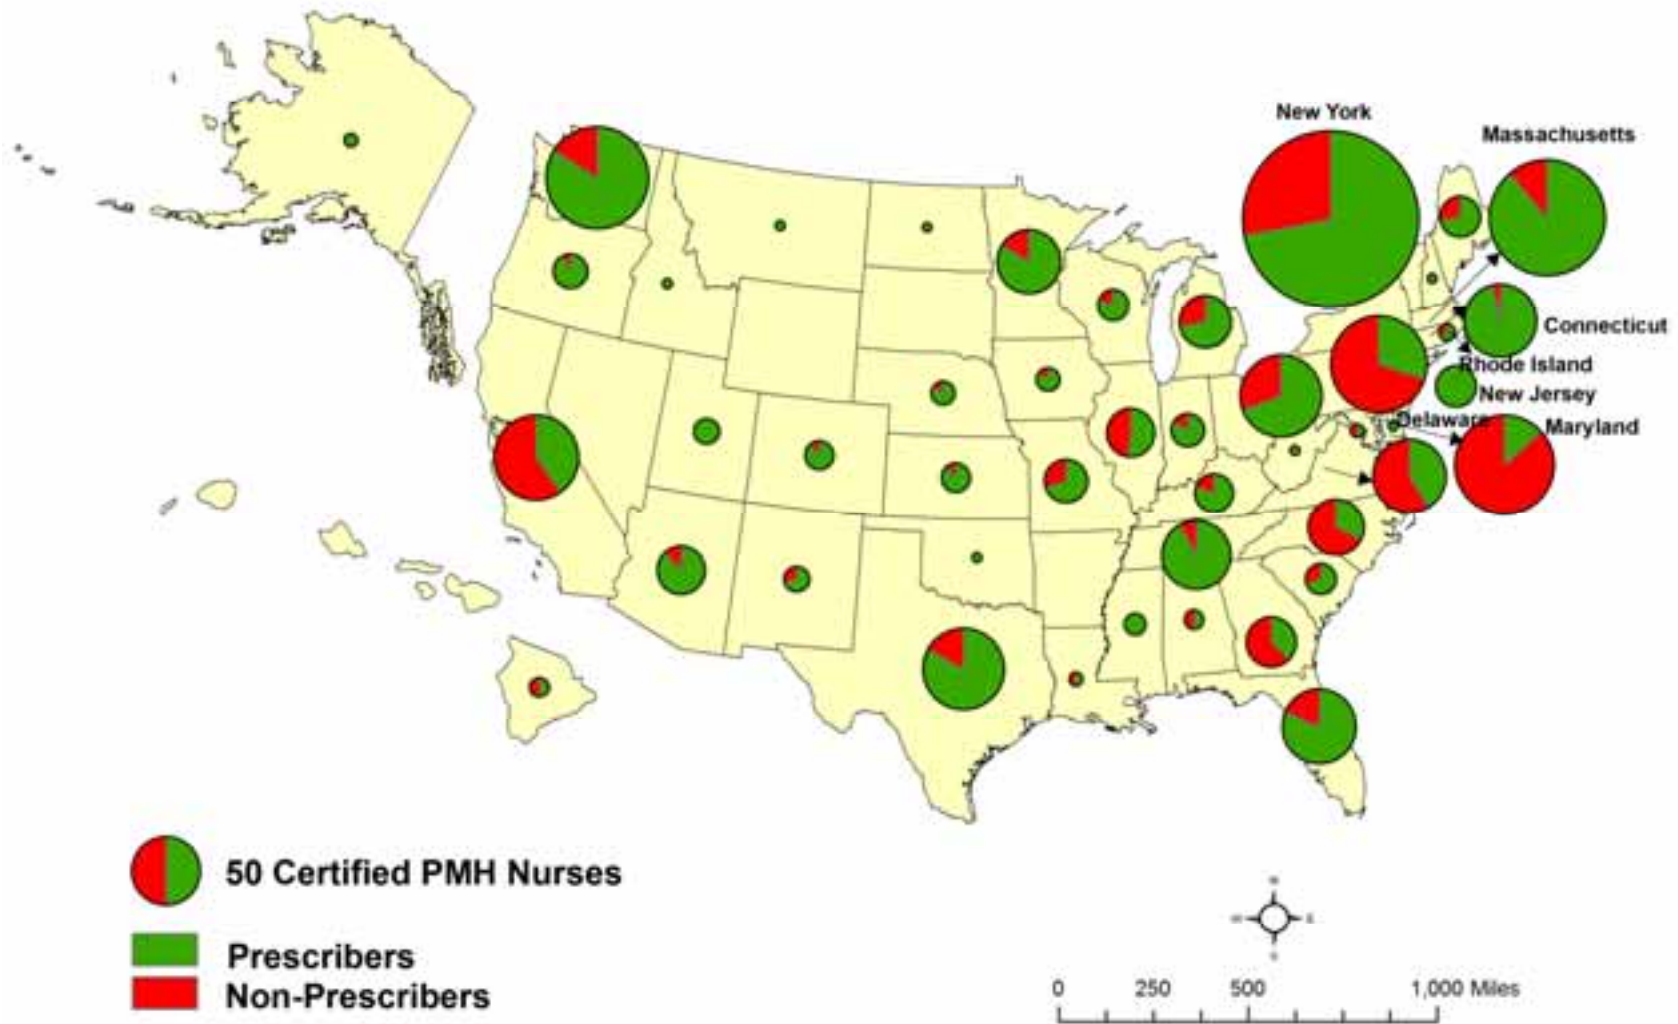 New York
Massachusetts
Connecticut
Rhode Island
New Jersey
Delaware
Maryland
50 Certified PMH Nurses
Prescribers
Non-Prescribers
0 250 500 1,000 Miles